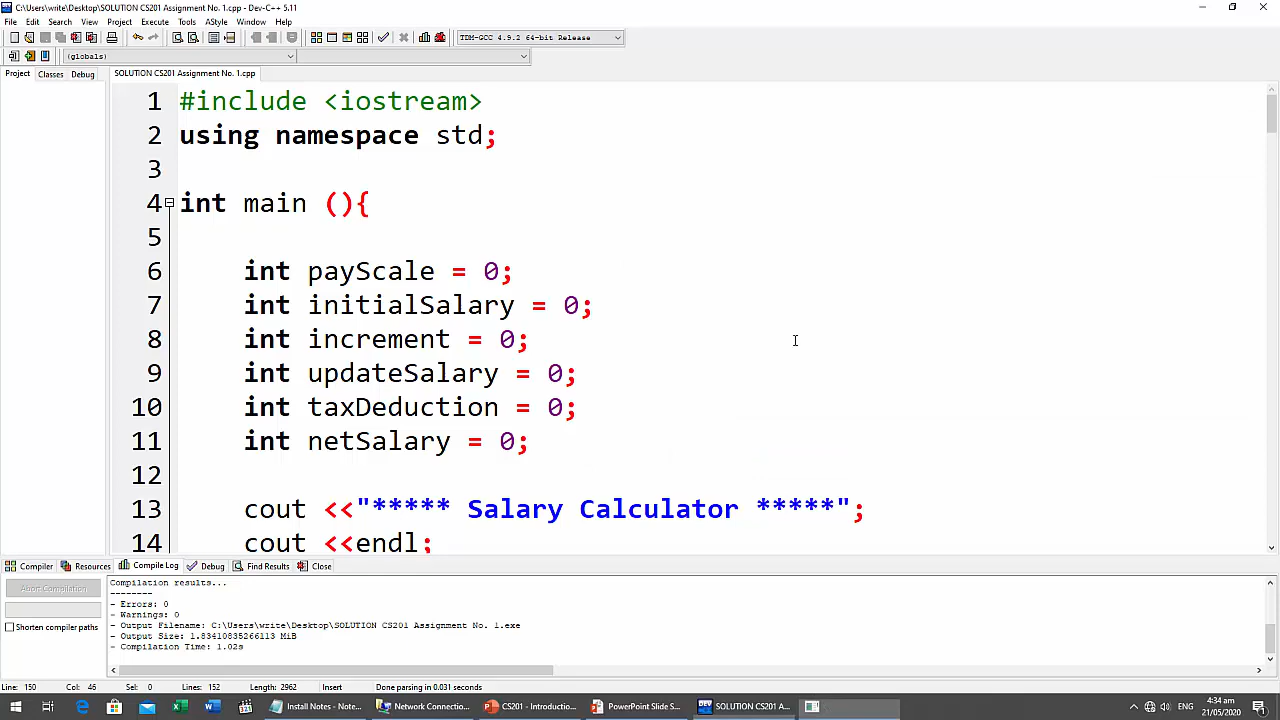 C:\Users\write\Desktop\SOLUTION CS201 Assignment No. 1.cpp - Dev-C++ 5.11
File Edit Search View Project Execute Tools AStyle Window Help
TDM-GCC 4.9.2 64-bit Release
(globals)
Project Classes Debug SOLUTION CS201 Assignment No. 1.cpp
1 #include <iostream>
2 using namespace std;
3
4 int main (){
5
6 int payScale = 0;
7 int initialSalary = 0;
8 int increment = 0;
9 int updateSalary = 0;
10 int taxDeduction = 0;
11 int netSalary = 0;
12
13 cout <<"***** Salary Calculator *****";
14 cout <<endl;
Compiler Resources Compile Log Debug Find Results Close
Abort Compilation
Shorten compiler paths
Compilation results...
--------
- Errors: 0
- Warnings: 0
- Output Filename: C:\Users\write\Desktop\SOLUTION CS201 Assignment No. 1.exe
- Output Size: 1.83410835266113 MiB
- Compilation Time: 1.02s
Line: 150 Col: 46 Sel: 0 Lines: 152 Length: 2962 Insert Done parsing in 0.031 seconds
Install Notes - Note... Network Connectio... CS201 - Introductio... PowerPoint Slide S... SOLUTION CS201 A... ENG 4:34 PM
21/05/2020